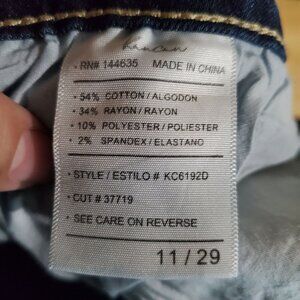 kancan
• RN# 144635 MADE IN CHINA
• 54% COTTON / ALGODON
• 34% RAYON / RAYON
• 10% POLYESTER / POLIESTER
• 2% SPANDEX / ELASTANO
• STYLE / ESTILO # KC6192D
• CUT # 37719
• SEE CARE ON REVERSE
11 / 29